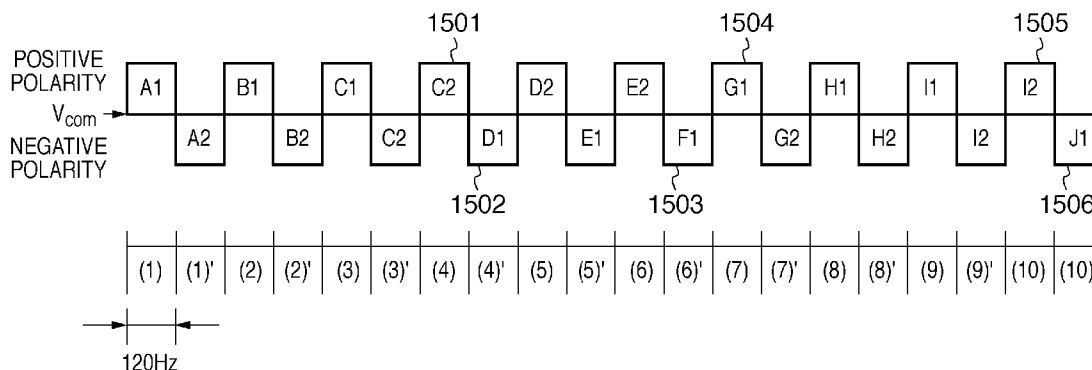 1501
1504
1505
POSITIVE
POLARITY
A1 B1 C1 C2 D2 E2 G1 H1 I1 I2
Vcom
NEGATIVE
POLARITY
A2 B2 C2 D1 E1 F1 G2 H2 I2 J1
1502
1503
1506
(1) (1)' (2) (2)' (3) (3)' (4) (4)' (5) (5)' (6) (6)' (7) (7)' (8) (8)' (9) (9)' (10) (10)'
120Hz